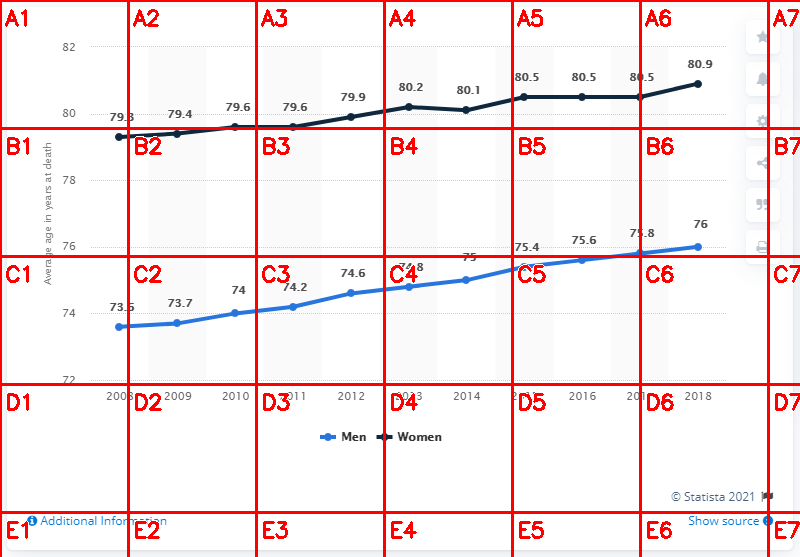 A1 A2 A3 A4 A5 A6 A7
82
80.9
80.2 80.1 80.5 80.5 80.5
79.3 79.4 79.6 79.6 79.9
80
B1 B2 B3 B4 B5 B6 B7
Average age in years at death
78
76
75.4 75.6 75.8 76
C1 C2 C3 C4 C5 C6 C7
73.7 74 74.2 74.6 74.8 75
74
72
2008 2009 2010 2011 2012 2013 2014 2016 2018
D1 D2 D3 D4 D5 D6 D7
Men Women
© Statista 2021
Additional Information
Show source
E1 E2 E3 E4 E5 E6 E7